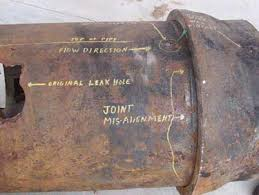 TOP OF PIPE
FLOW DIRECTION
ORIGINAL LEAK HOLE
JOINT
MIS-ALIGNMENT